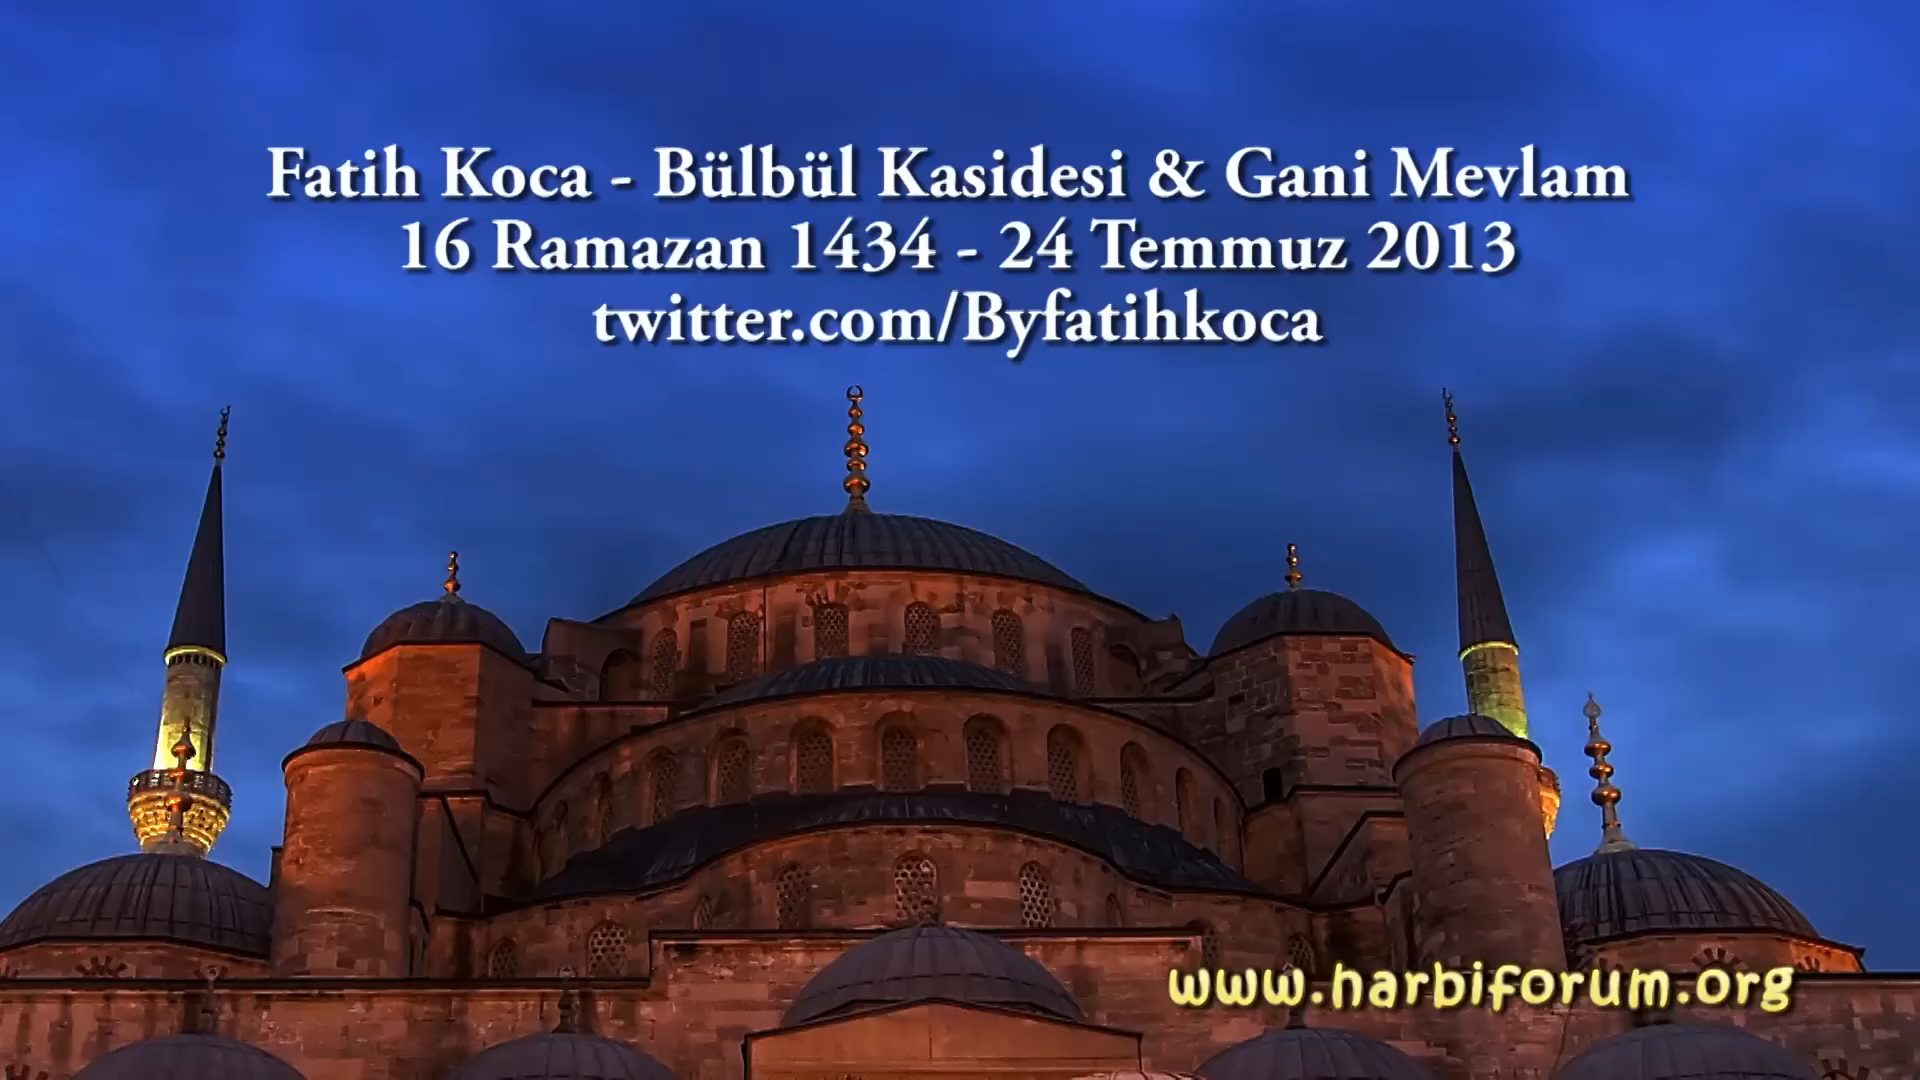 Fatih Koca - Bülbül Kasidesi & Gani Mevlam
16 Ramazan 1434 - 24 Temmuz 2013
twitter.com/Byfatihkoca
www.harbiforum.org